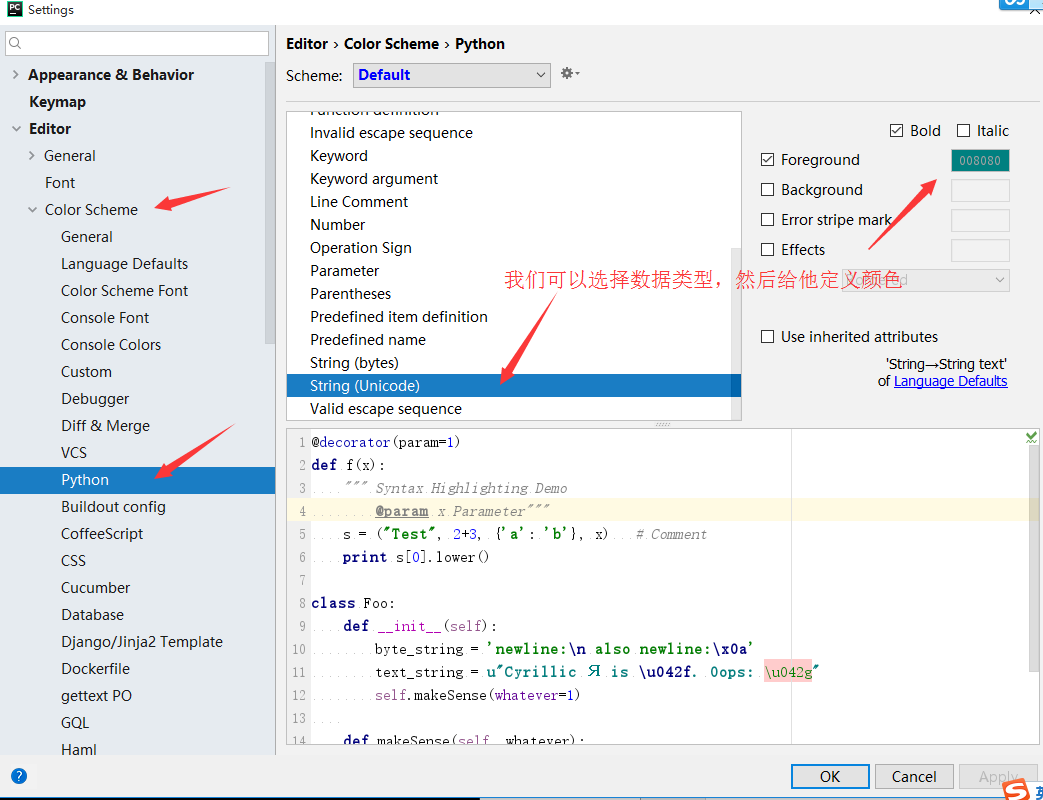 PC Settings
Appearance & Behavior
Keymap
Editor
General
Font
Color Scheme
General
Language Defaults
Color Scheme Font
Console Font
Console Colors
Custom
Debugger
Diff & Merge
VCS
Python
Buildout config
CoffeeScript
CSS
Cucumber
Database
Django/Jinja2 Template
Dockerfile
gettext PO
GQL
Haml
?
Editor › Color Scheme › Python
Scheme: Default
Function definition
Invalid escape sequence
Keyword
Keyword argument
Line Comment
Number
Operation Sign
Parameter
Parentheses
Predefined item definition
Predefined name
String (bytes)
String (Unicode)
Valid escape sequence
我们可以选择数据类型，然后给他定义颜色
Bold Italic
Foreground 008080
Background
Error stripe mark
Effects
Use inherited attributes
'String→String text'
of Language Defaults
1 @decorator(param=1)
2 def f(x):
3 """ Syntax Highlighting Demo
4 @param x Parameter"""
5 s = ("Test", 2+3, {'a': 'b'}, x) # Comment
6 print s[0].lower()
7
8 class Foo:
9 def __init__(self):
10 byte_string = 'newline:\n also newline:\x0a'
11 text_string = u"Cyrillic Я is \u042f. Oops: \u042g"
12 self.makeSense(whatever=1)
13
14 def makeSense(self, whatever):
OK Cancel Apply
S 英